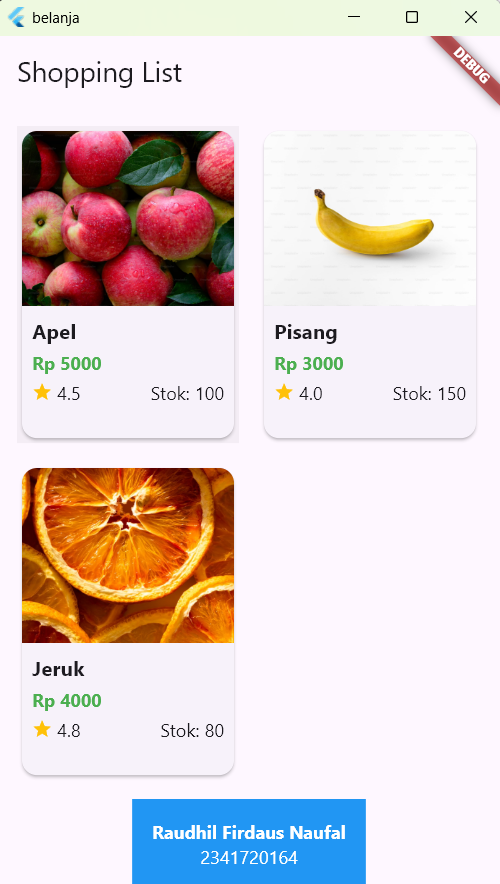 belanja
DEBUG
Shopping List
Apel
Rp 5000
4.5 Stok: 100
Pisang
Rp 3000
4.0 Stok: 150
Jeruk
Rp 4000
4.8 Stok: 80
Raudhil Firdaus Naufal
2341720164